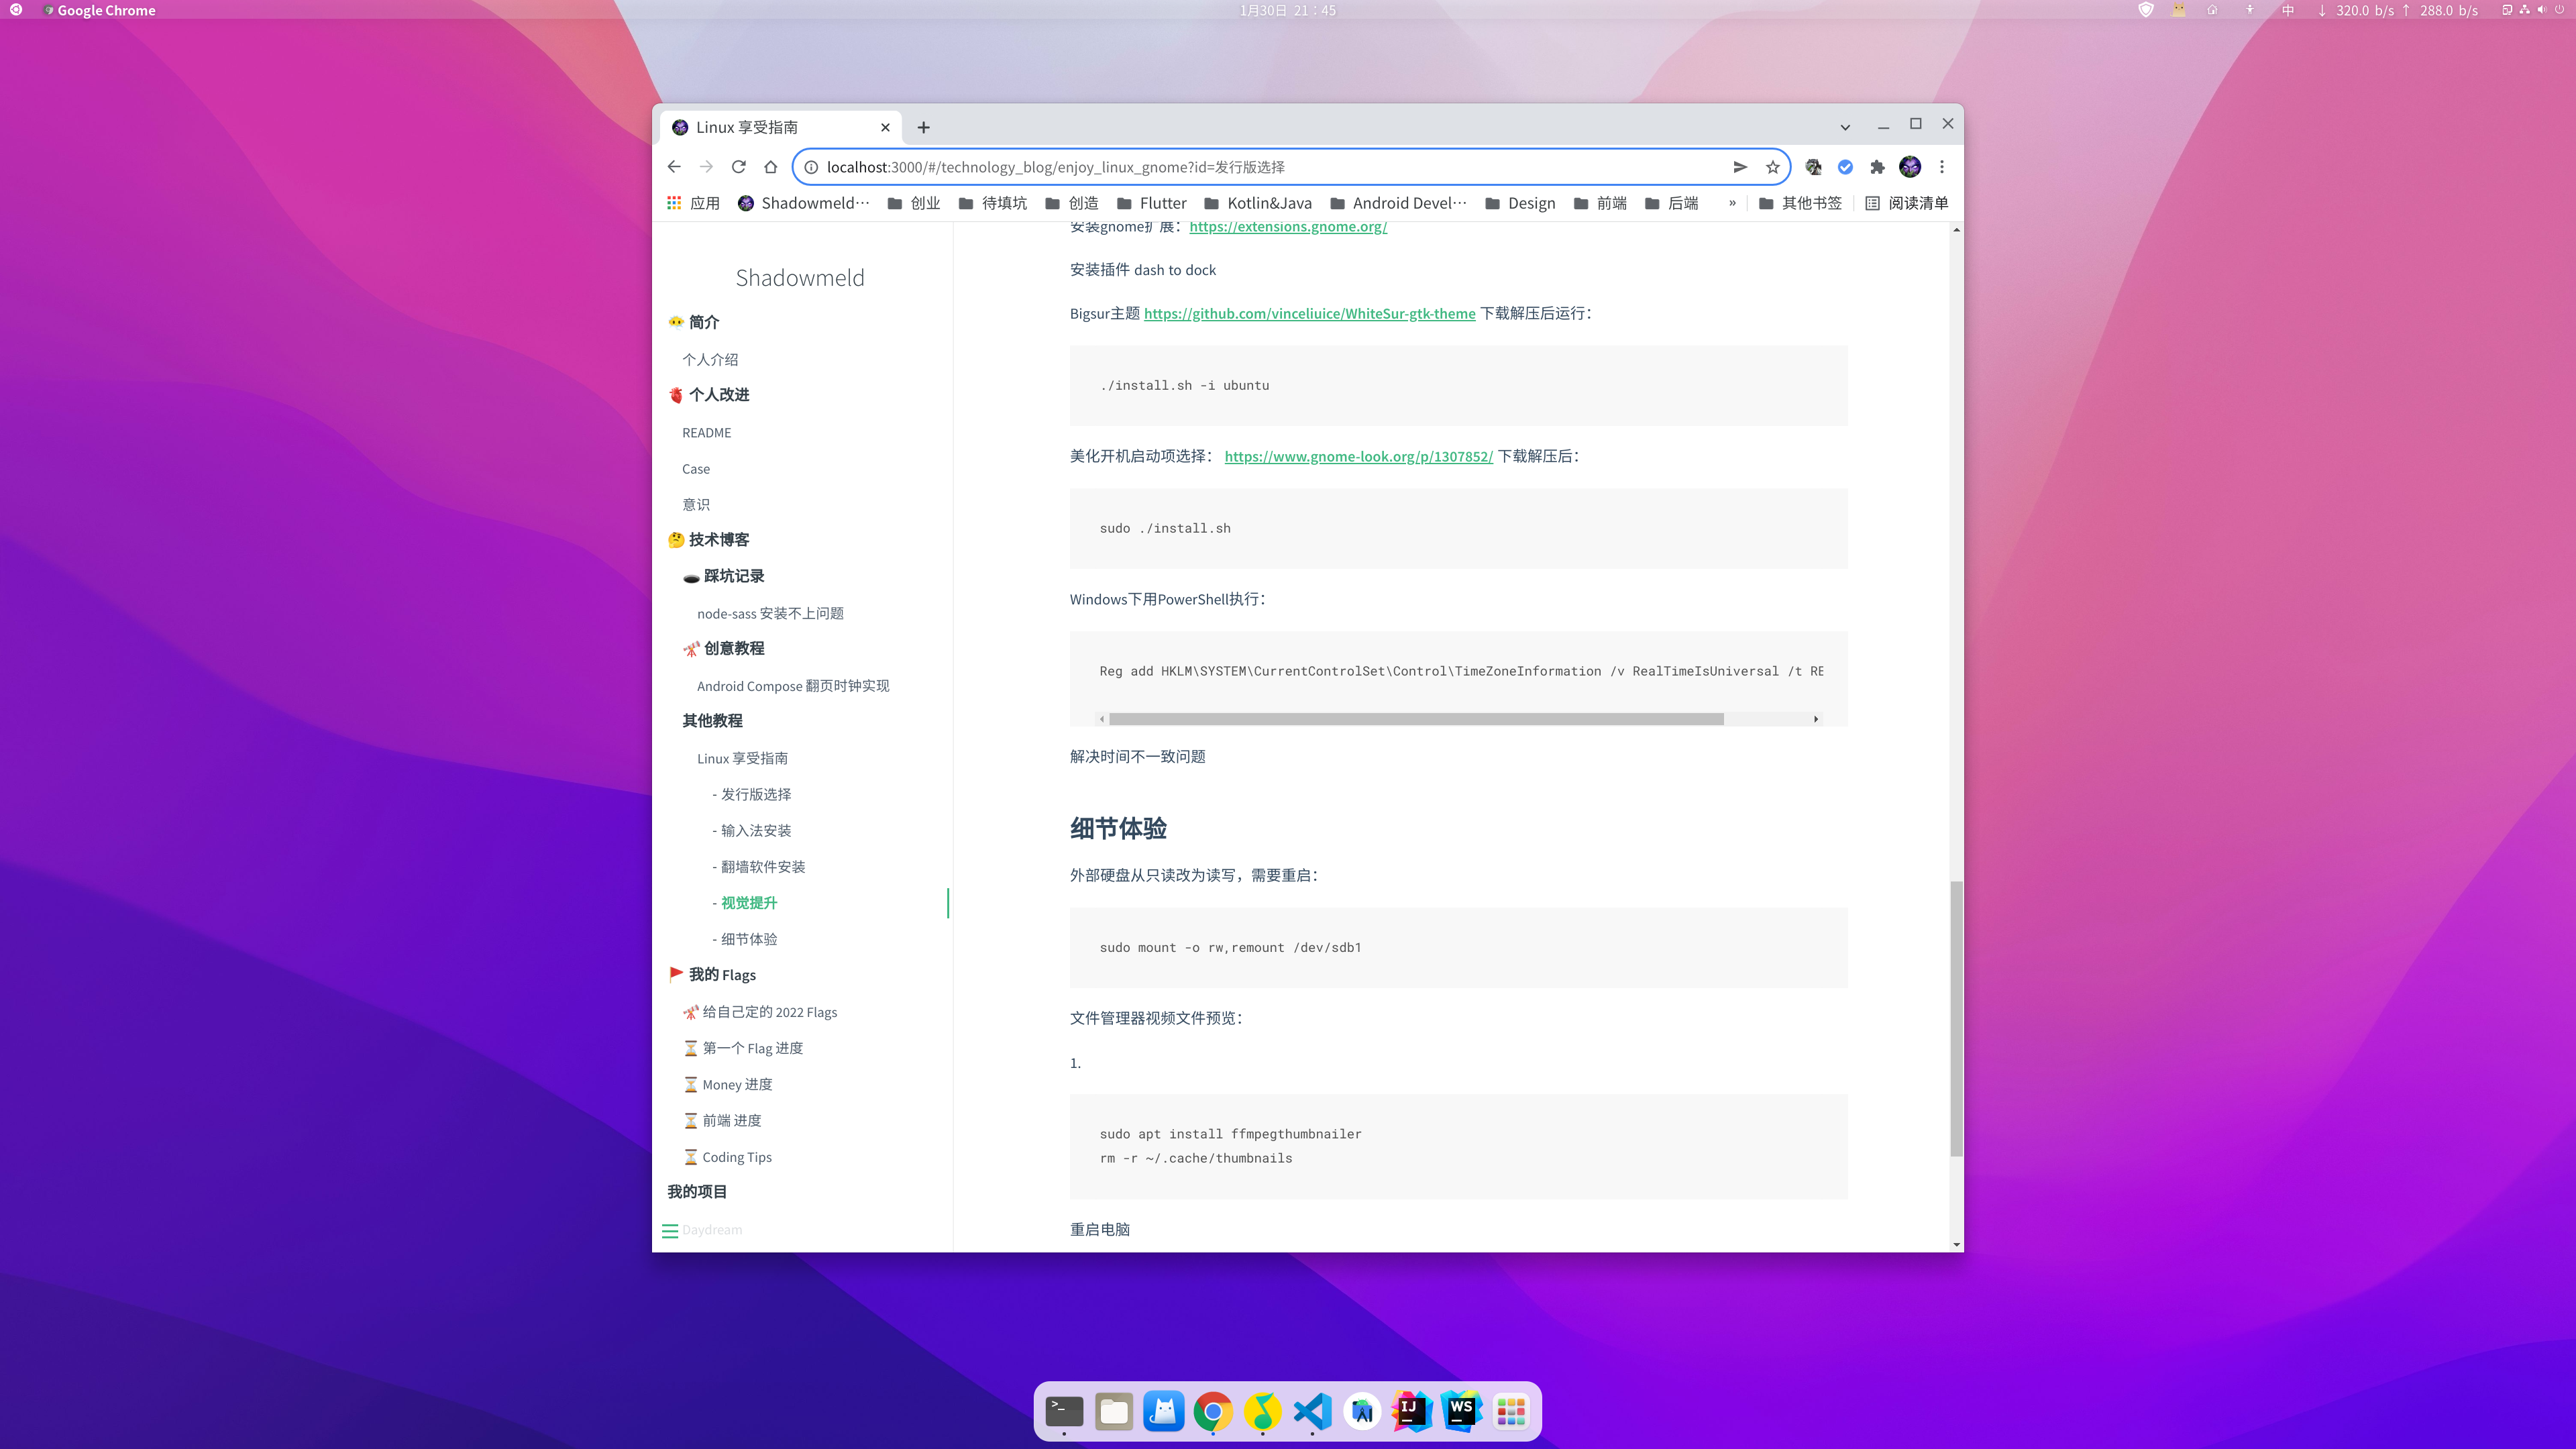 Google Chrome
1月30日 21：45
中
↓ 320.0 b/s ↑ 288.0 b/s
Linux 享受指南
localhost:3000/#/technology_blog/enjoy_linux_gnome?id=发行版选择
应用
Shadowmeld…
创业
待填坑
创造
Flutter
Kotlin&Java
Android Devel…
Design
前端
后端
»
其他书签
阅读清单
Shadowmeld
简介
个人介绍
个人改进
README
Case
意识
技术博客
踩坑记录
node-sass 安装不上问题
创意教程
Android Compose 翻页时钟实现
其他教程
Linux 享受指南
- 发行版选择
- 输入法安装
- 翻墙软件安装
- 视觉提升
- 细节体验
我的 Flags
给自己定的 2022 Flags
第一个 Flag 进度
Money 进度
前端 进度
Coding Tips
我的项目
Daydream
安装gnome扩展：https://extensions.gnome.org/
安装插件 dash to dock
Bigsur主题 https://github.com/vinceliuice/WhiteSur-gtk-theme 下载解压后运行：
./install.sh -i ubuntu
美化开机启动项选择： https://www.gnome-look.org/p/1307852/ 下载解压后：
sudo ./install.sh
Windows下用PowerShell执行：
Reg add HKLM\SYSTEM\CurrentControlSet\Control\TimeZoneInformation /v RealTimeIsUniversal /t RE
解决时间不一致问题
细节体验
外部硬盘从只读改为读写，需要重启：
sudo mount -o rw,remount /dev/sdb1
文件管理器视频文件预览：
1.
sudo apt install ffmpegthumbnailer
rm -r ~/.cache/thumbnails
重启电脑
>_
IJ
WS